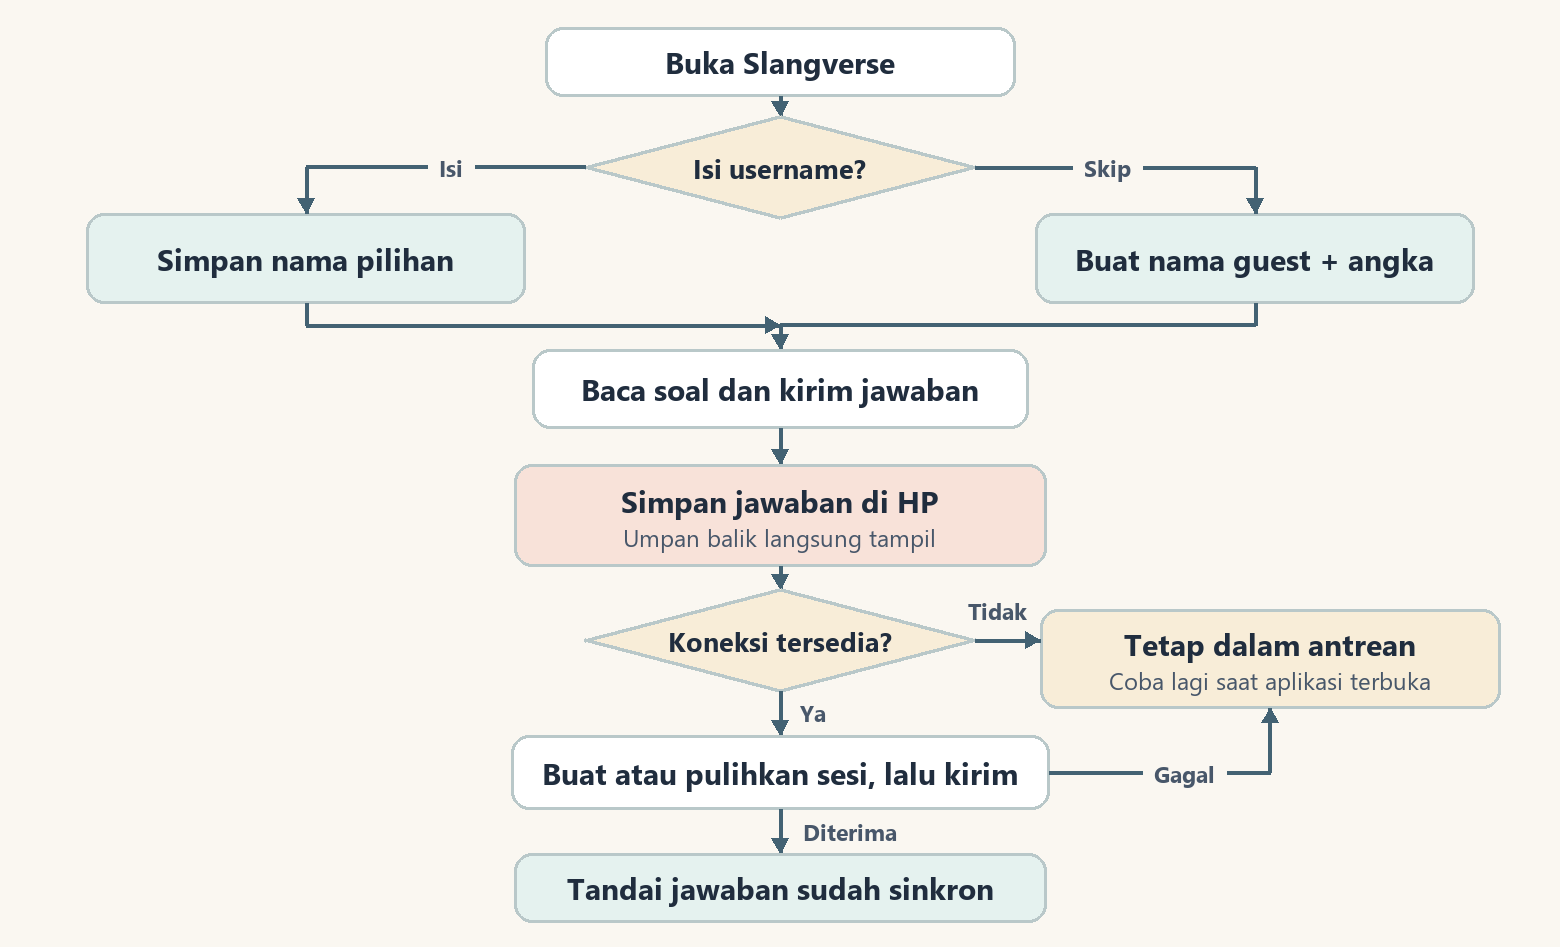 Buka Slangverse
Isi username?
Isi
Skip
Simpan nama pilihan
Buat nama guest + angka
Baca soal dan kirim jawaban
Simpan jawaban di HP
Umpan balik langsung tampil
Koneksi tersedia?
Tidak
Tetap dalam antrean
Coba lagi saat aplikasi terbuka
Ya
Buat atau pulihkan sesi, lalu kirim
Gagal
Diterima
Tandai jawaban sudah sinkron